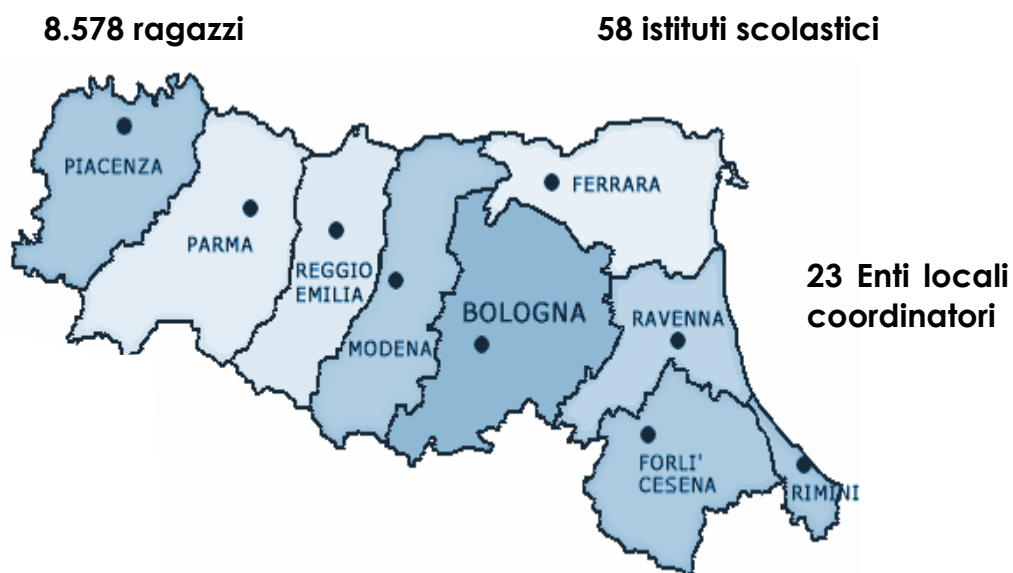 8.578 ragazzi
58 istituti scolastici
PIACENZA
FERRARA
PARMA
REGGIO
EMILIA
23 Enti locali
coordinatori
BOLOGNA
RAVENNA
MODENA
FORLI'
CESENA
RIMINI